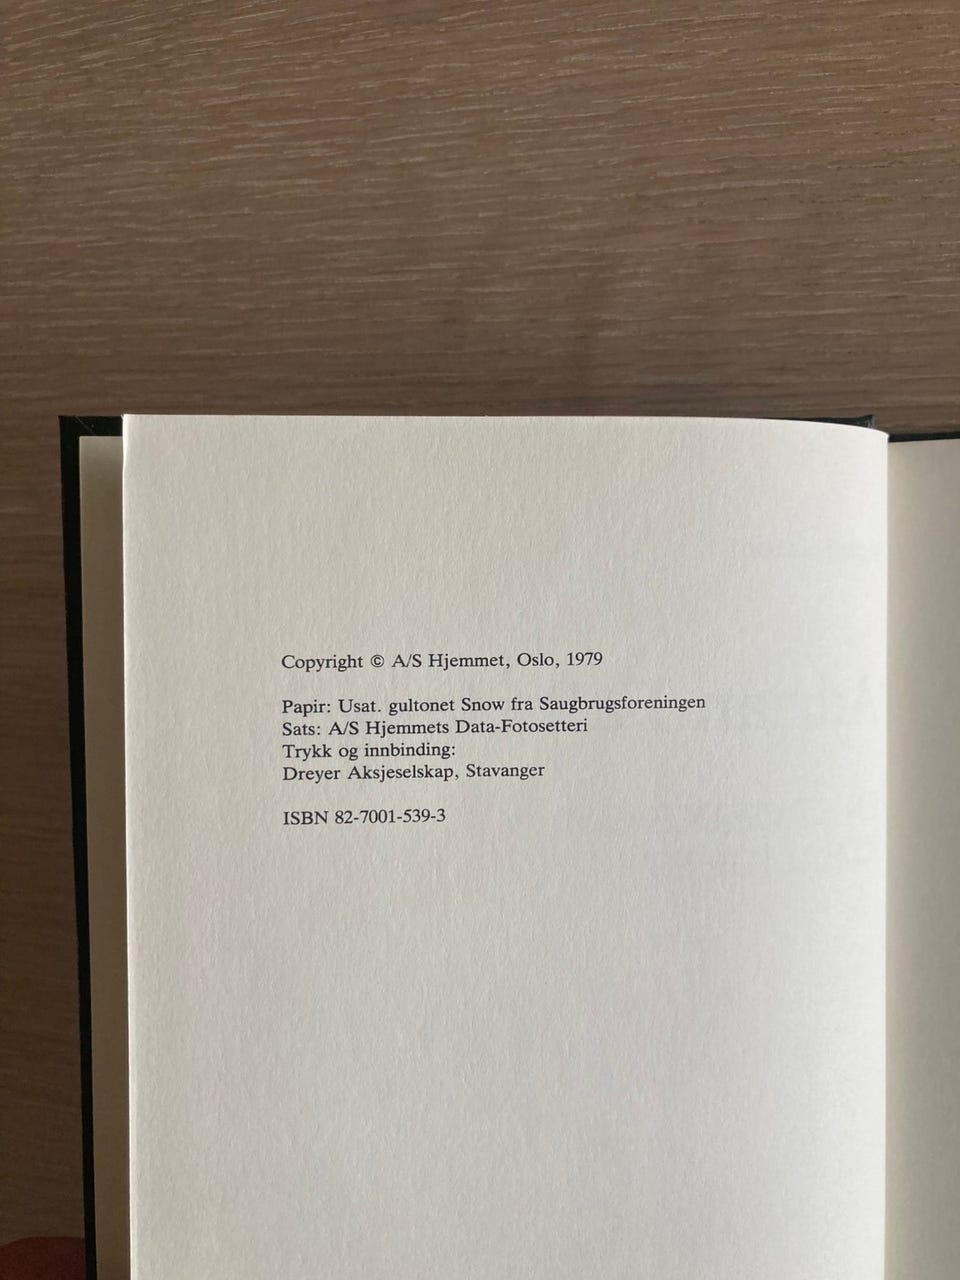 Copyright © A/S Hjemmet, Oslo, 1979
Papir: Usat. gultonet Snow fra Saugbrugsforeningen
Sats: A/S Hjemmets Data-Fotosetteri
Trykk og innbinding:
Dreyer Aksjeselskap, Stavanger
ISBN 82-7001-539-3